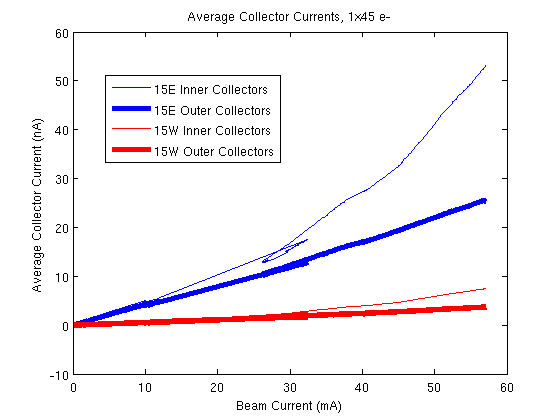 Average Collector Currents, 1x45 e-
60
50
40
30
20
10
0
-10
Average Collector Current (nA)
15E Inner Collectors
15E Outer Collectors
15W Inner Collectors
15W Outer Collectors
0 10 20 30 40 50 60
Beam Current (mA)